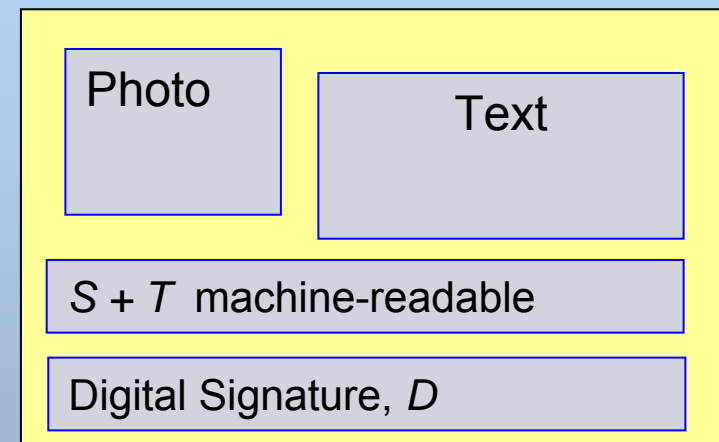 Photo
Text
S + T machine-readable
Digital Signature, D